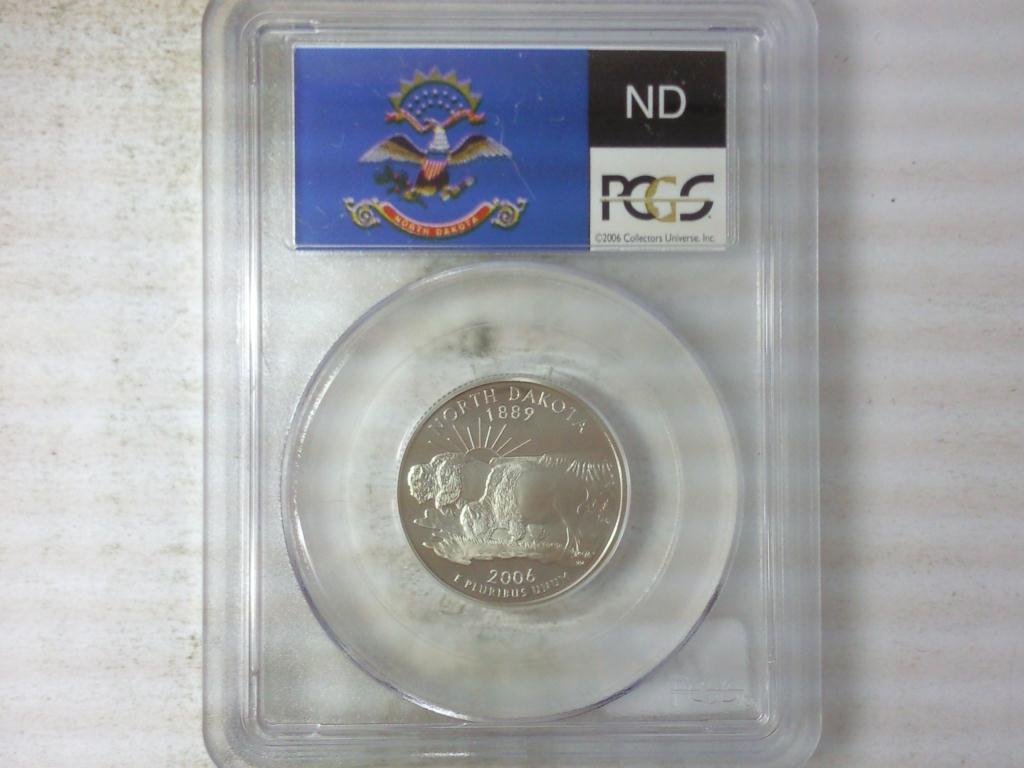 ND
NORTH DAKOTA
PCGS
©2006 Collectors Universe, Inc.
NORTH DAKOTA
1889
2006
E PLURIBUS UNUM